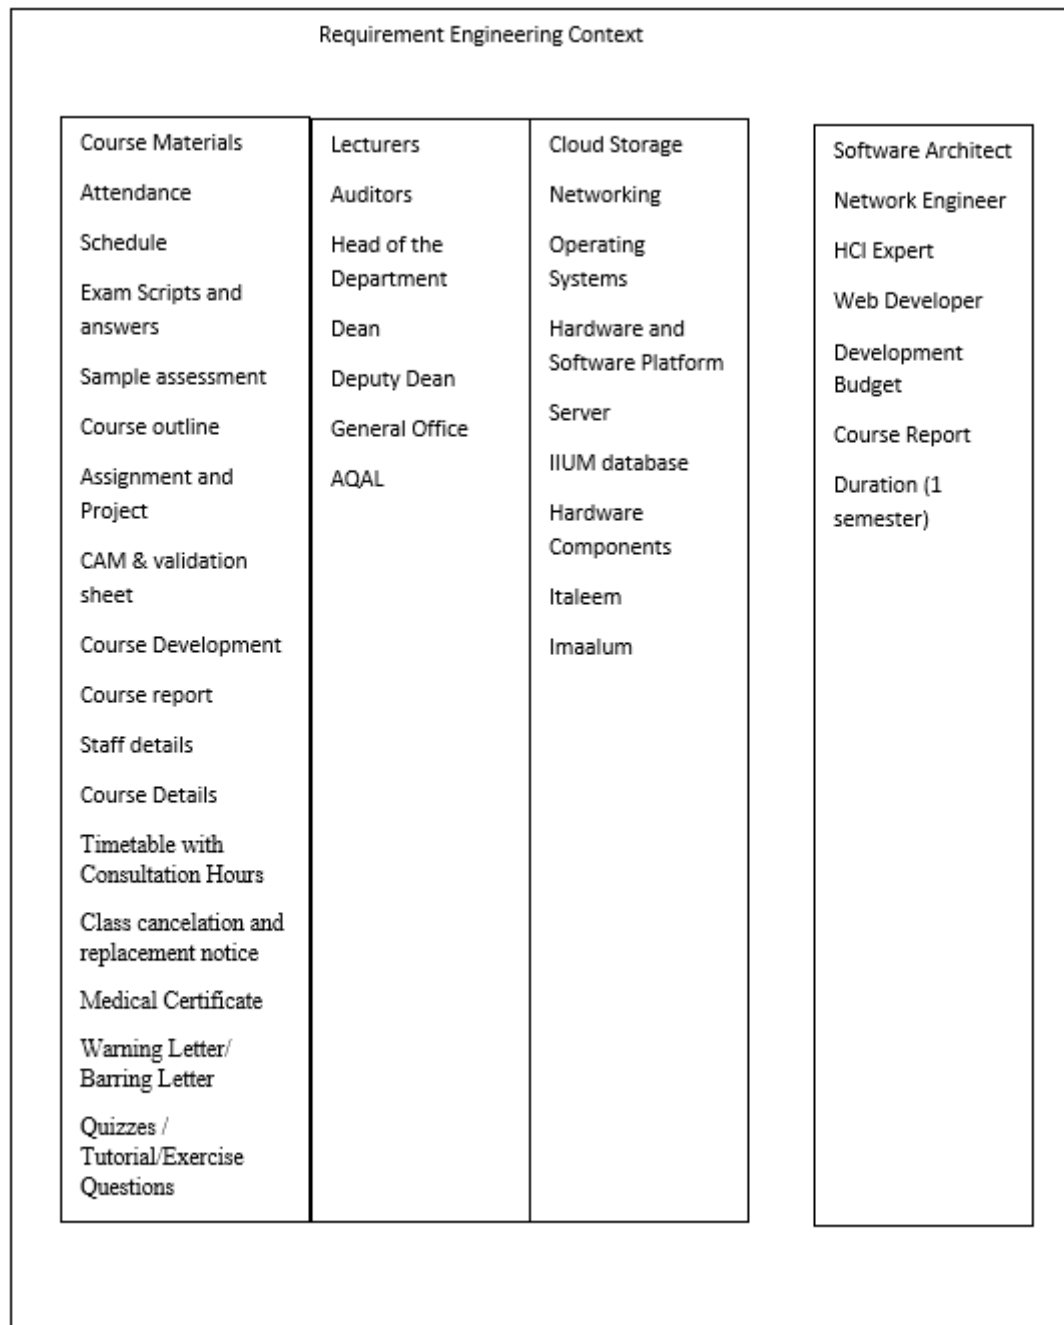 Requirement Engineering Context
Course Materials
Attendance
Schedule
Exam Scripts and
answers
Sample assessment
Course outline
Assignment and
Project
CAM & validation
sheet
Course Development
Course report
Staff details
Course Details
Timetable with
Consultation Hours
Class cancelation and
replacement notice
Medical Certificate
Warning Letter/
Barring Letter
Quizzes /
Tutorial/Exercise
Questions
Lecturers
Auditors
Head of the
Department
Dean
Deputy Dean
General Office
AQAL
Cloud Storage
Networking
Operating
Systems
Hardware and
Software Platform
Server
IIUM database
Hardware
Components
Italeem
Imaalum
Software Architect
Network Engineer
HCI Expert
Web Developer
Development
Budget
Course Report
Duration (1
semester)